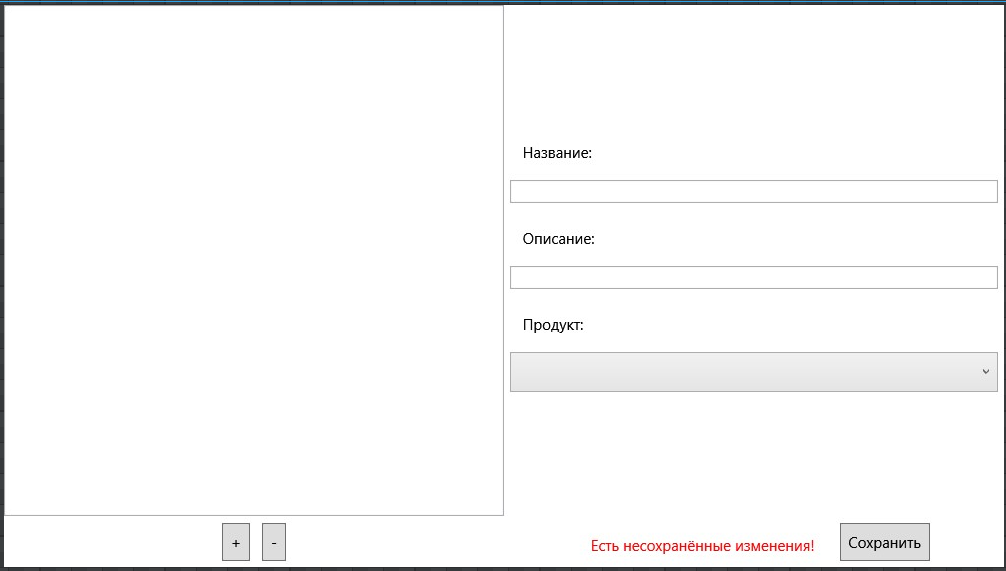 Название:
Описание:
Продукт:
+ -
Есть несохранённые изменения! Сохранить